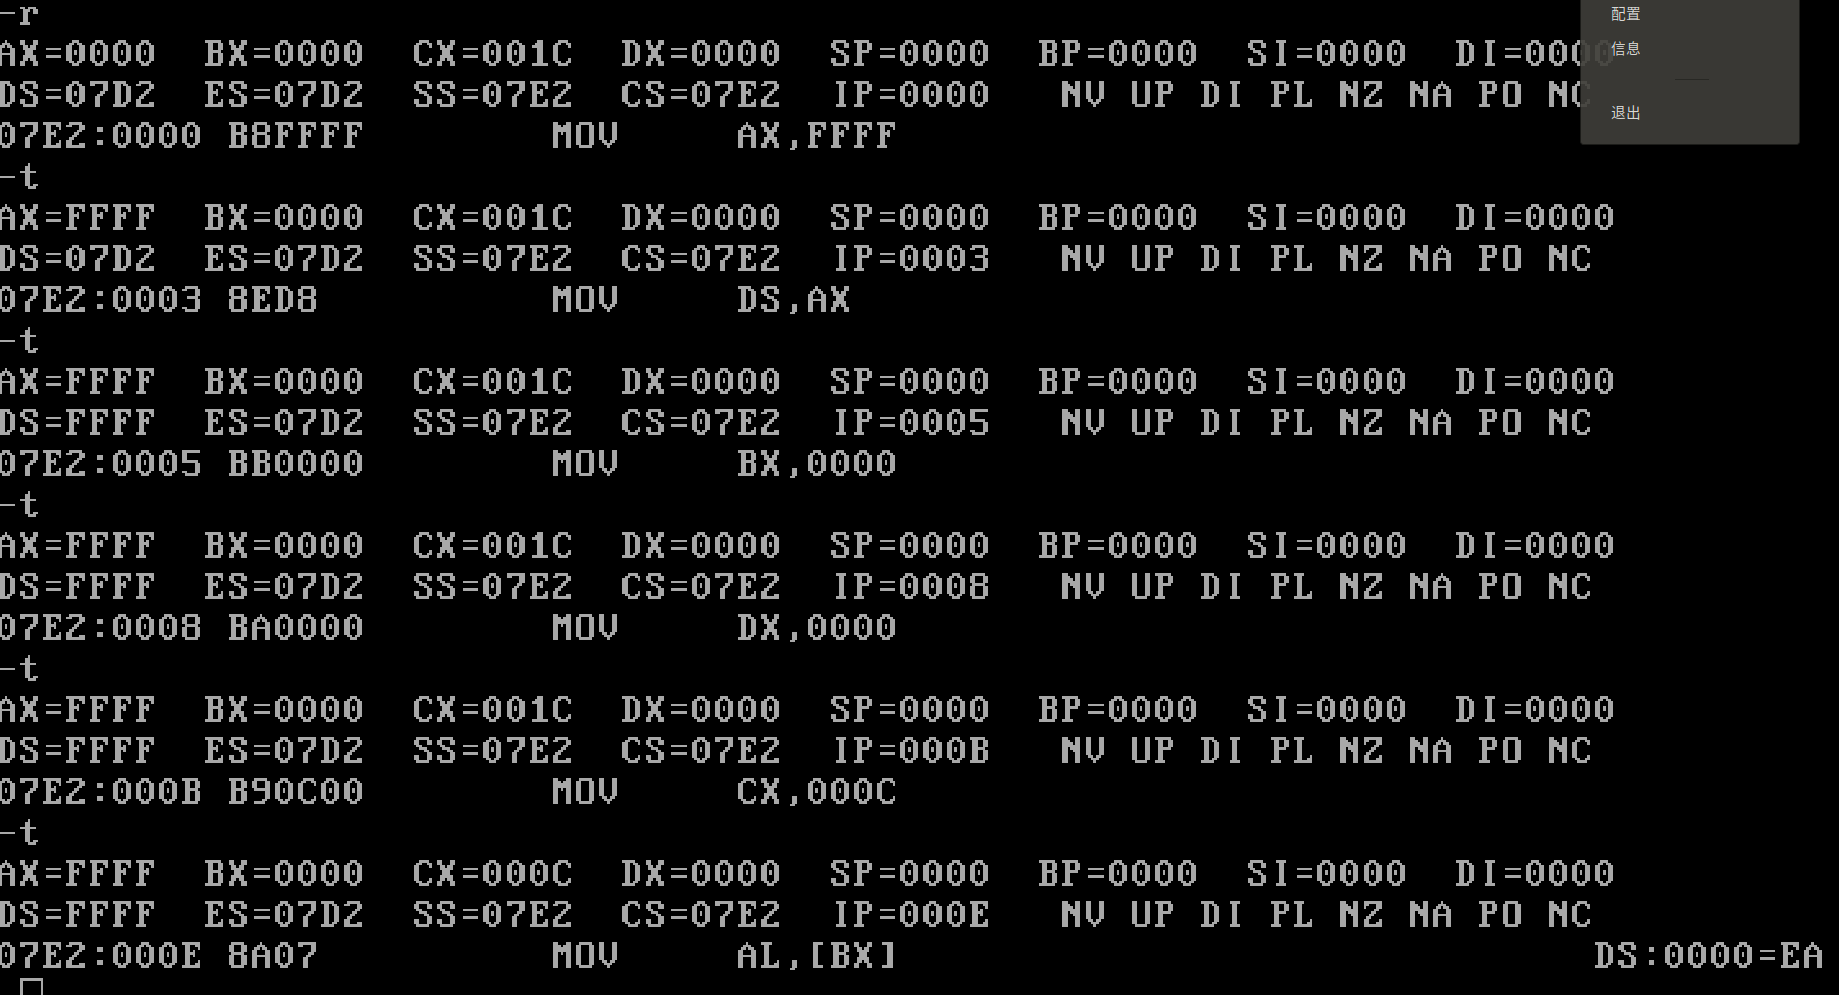 -r
AX=0000 BX=0000 CX=001C DX=0000 SP=0000 BP=0000 SI=0000 DI=0000
DS=07D2 ES=07D2 SS=07E2 CS=07E2 IP=0000 NV UP DI PL NZ NA PO NC
07E2:0000 B8FFFF MOV AX,FFFF
-t
AX=FFFF BX=0000 CX=001C DX=0000 SP=0000 BP=0000 SI=0000 DI=0000
DS=07D2 ES=07D2 SS=07E2 CS=07E2 IP=0003 NV UP DI PL NZ NA PO NC
07E2:0003 8ED8 MOV DS,AX
-t
AX=FFFF BX=0000 CX=001C DX=0000 SP=0000 BP=0000 SI=0000 DI=0000
DS=FFFF ES=07D2 SS=07E2 CS=07E2 IP=0005 NV UP DI PL NZ NA PO NC
07E2:0005 BB0000 MOV BX,0000
-t
AX=FFFF BX=0000 CX=001C DX=0000 SP=0000 BP=0000 SI=0000 DI=0000
DS=FFFF ES=07D2 SS=07E2 CS=07E2 IP=0008 NV UP DI PL NZ NA PO NC
07E2:0008 BA0000 MOV DX,0000
-t
AX=FFFF BX=0000 CX=001C DX=0000 SP=0000 BP=0000 SI=0000 DI=0000
DS=FFFF ES=07D2 SS=07E2 CS=07E2 IP=000B NV UP DI PL NZ NA PO NC
07E2:000B B90C00 MOV CX,000C
-t
AX=FFFF BX=0000 CX=000C DX=0000 SP=0000 BP=0000 SI=0000 DI=0000
DS=FFFF ES=07D2 SS=07E2 CS=07E2 IP=000E NV UP DI PL NZ NA PO NC
07E2:000E 8A07 MOV AL,[BX] DS:0000=EA
配置
信息
退出